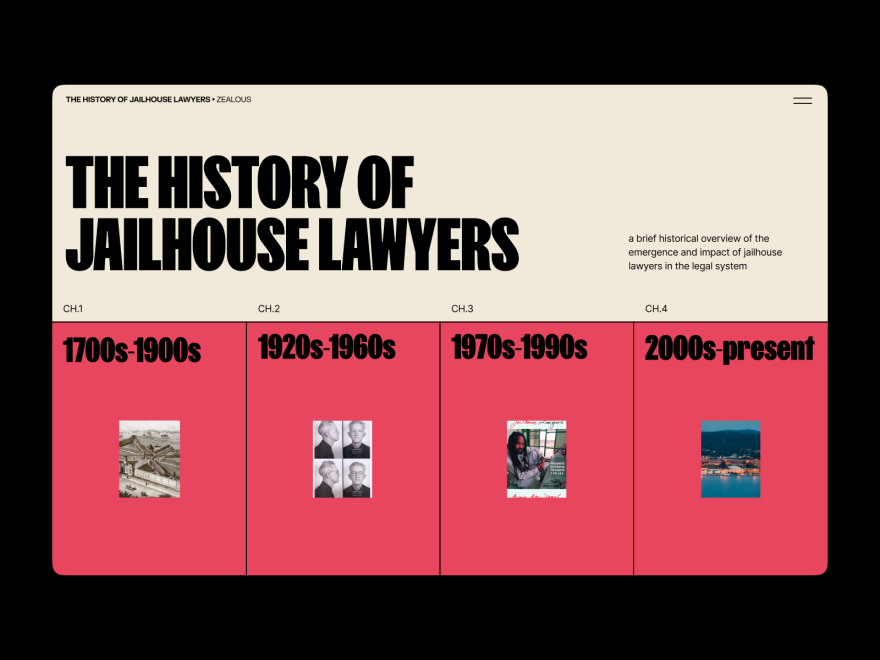 THE HISTORY OF JAILHOUSE LAWYERS • ZEALOUS
THE HISTORY OF
JAILHOUSE LAWYERS
a brief historical overview of the
emergence and impact of jailhouse
lawyers in the legal system
CH.1
CH.2
CH.3
CH.4
1700s-1900s
1920s-1960s
1970s-1990s
2000s-present
Jailhouse Lawyers